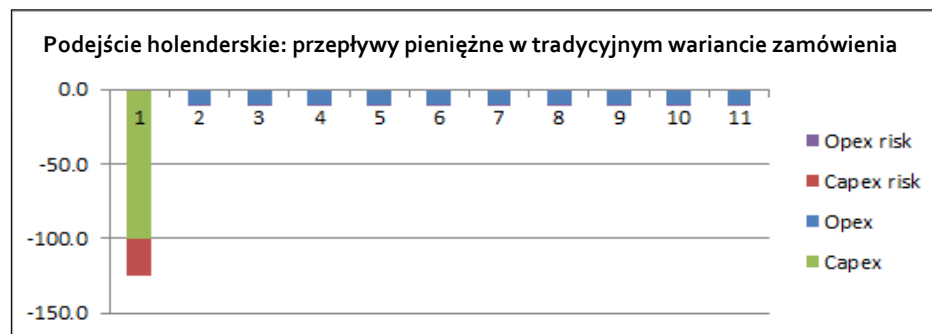 Podejście holenderskie: przepływy pieniężne w tradycyjnym wariancie zamówienia
0.0
1 2 3 4 5 6 7 8 9 10 11
-50.0
-100.0
-150.0
Opex risk
Capex risk
Opex
Capex